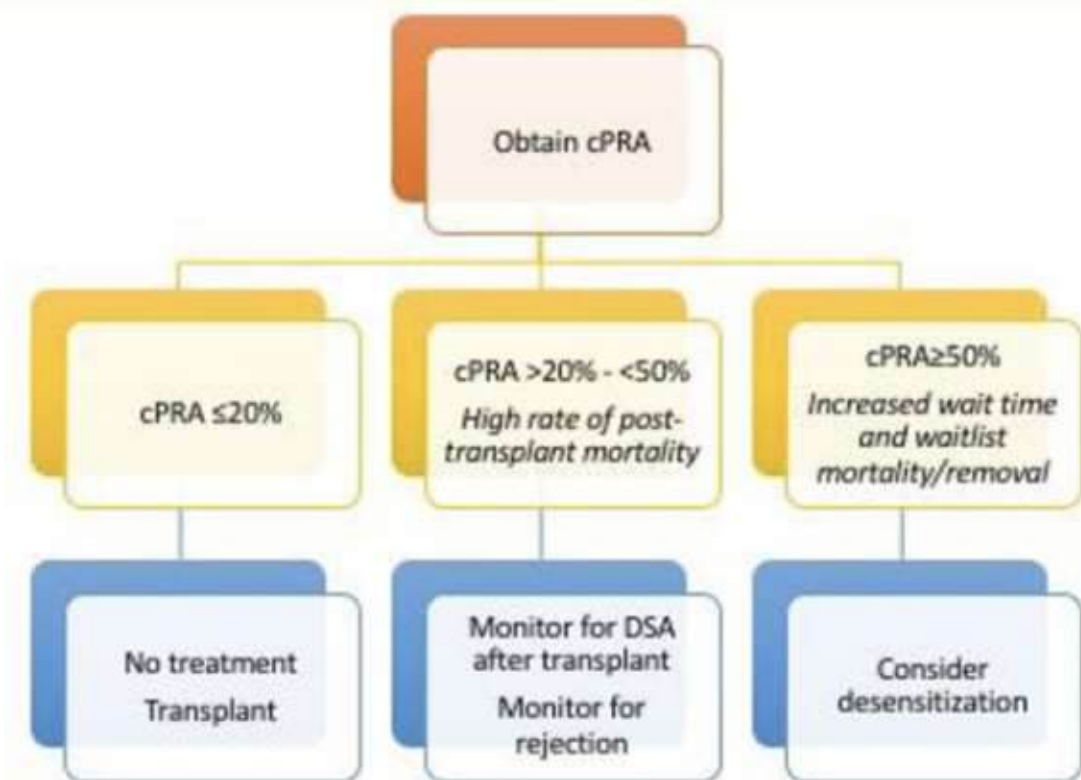 Obtain cPRA
cPRA ≤20%
cPRA >20% - <50%
High rate of post-
transplant mortality
cPRA≥50%
Increased wait time
and waitlist
mortality/removal
No treatment
Transplant
Monitor for DSA
after transplant
Monitor for
rejection
Consider
desensitization